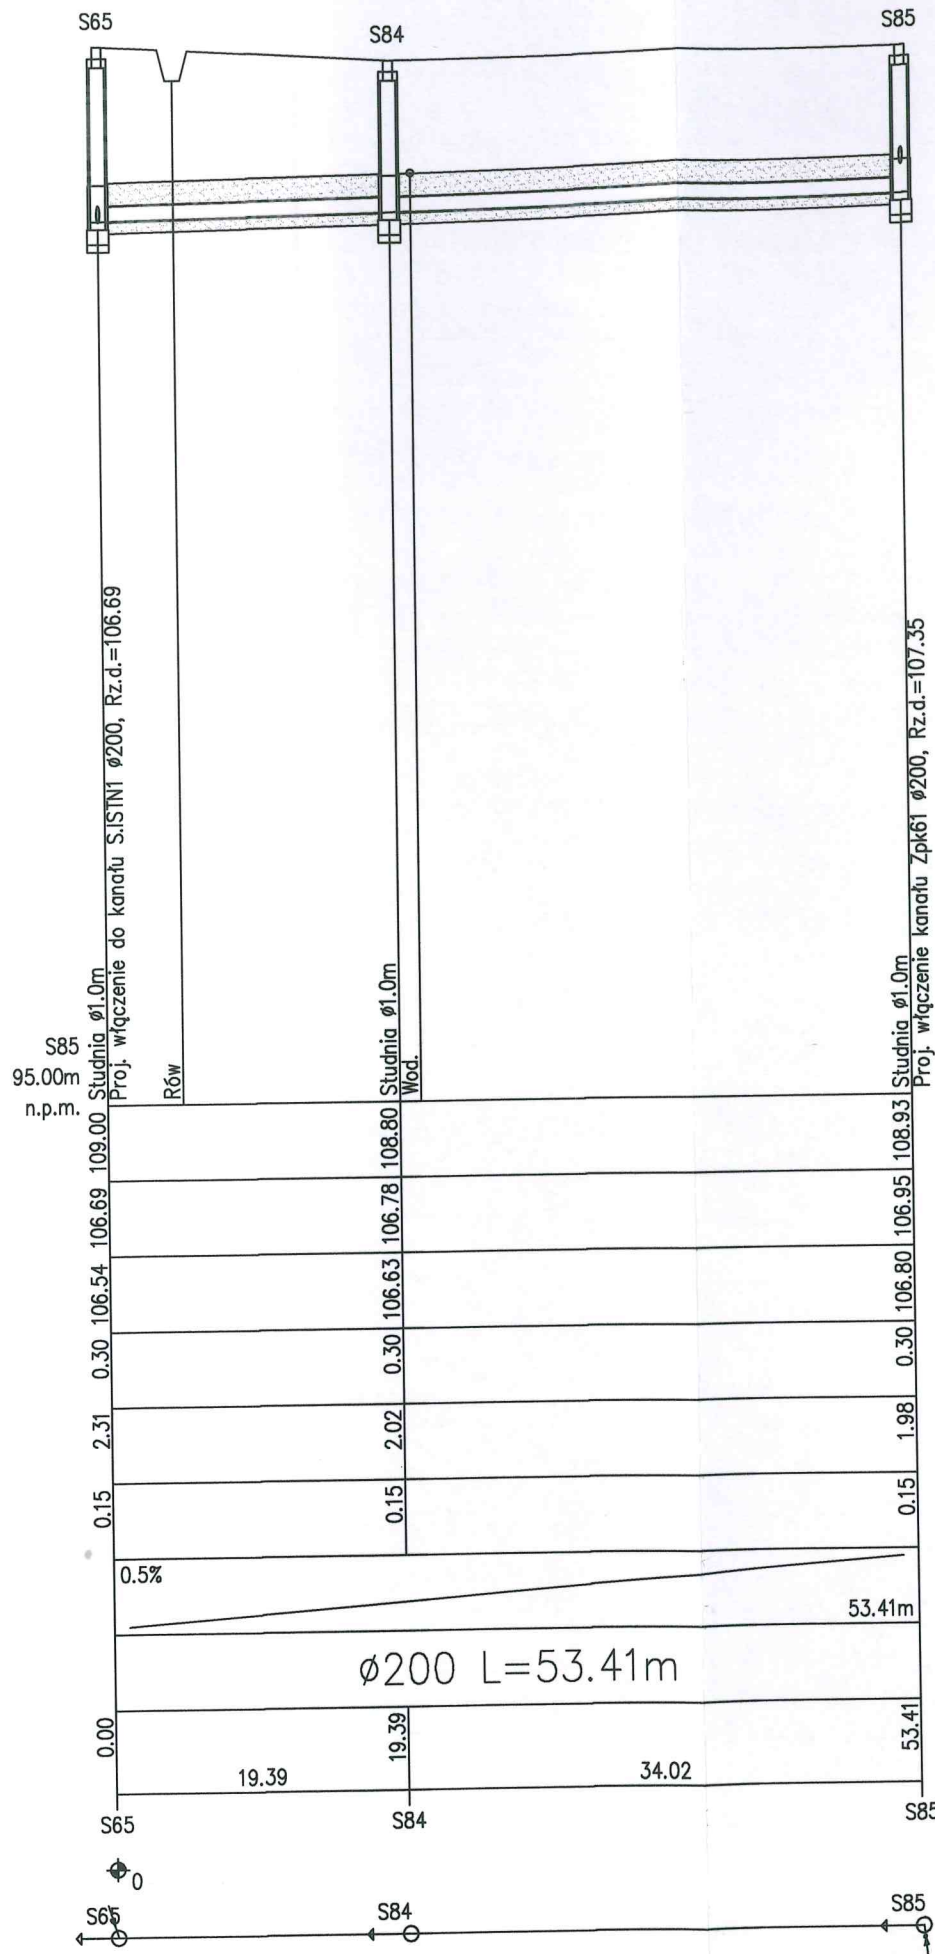 S65
S84
S85
Studnia ø1.0m
Proj. włączenie do kanału S.ISTN1 ø200, Rz.d.=106.69
Rów
Studnia ø1.0m
Wod.
Studnia ø1.0m
Proj. włączenie kanału Zpk61 ø200, Rz.d.=107.35
S85
95.00m
n.p.m.
109.00 108.80 108.93
106.69 106.78 106.95
106.54 106.63 106.80
0.30 0.30 0.30
2.31 2.02 1.98
0.15 0.15 0.15
0.5%
53.41m
ø200 L=53.41m
0.00 19.39 53.41
19.39 34.02
S65 S84 S85
0
S65 S84 S85